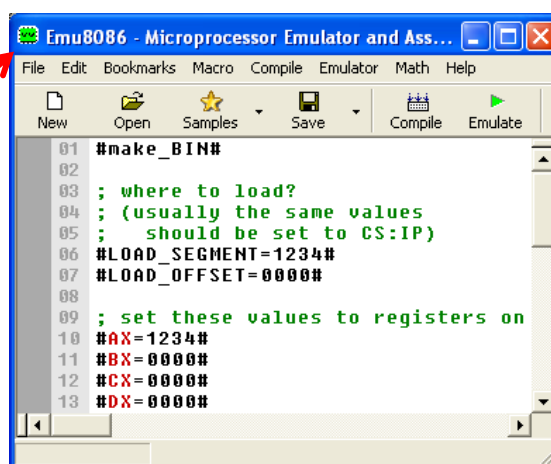 Emu8086 - Microprocessor Emulator and Ass...
File Edit Bookmarks Macro Compile Emulator Math Help
New Open Samples Save Compile Emulate
01 #make_BIN#
02
03 ; where to load?
04 ; (usually the same values
05 ;   should be set to CS:IP)
06 #LOAD_SEGMENT=1234#
07 #LOAD_OFFSET=0000#
08
09 ; set these values to registers on
10 #AX=1234#
11 #BX=0000#
12 #CX=0000#
13 #DX=0000#